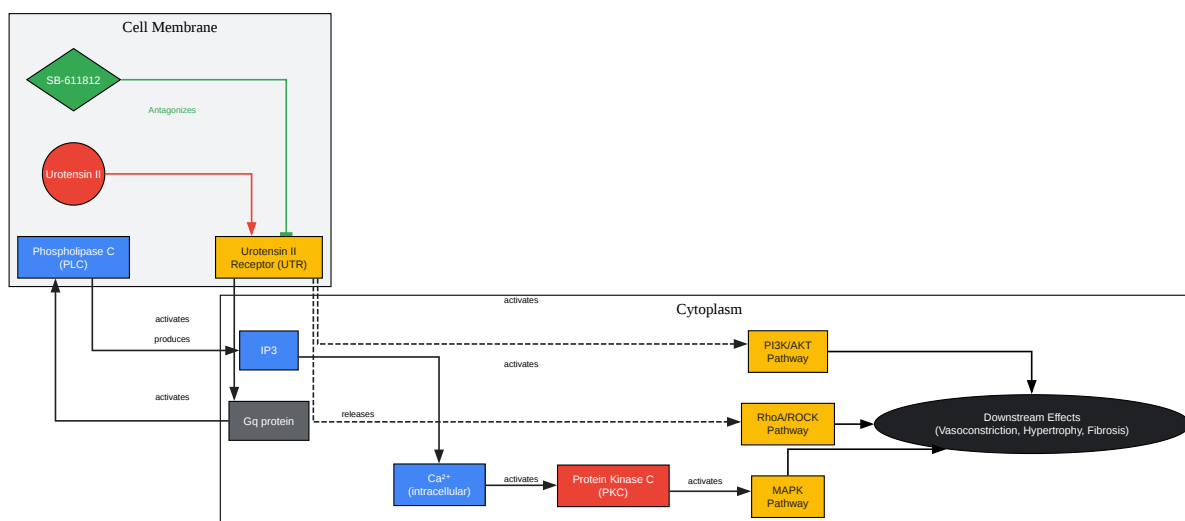 Cell Membrane
SB-611812
Antagonizes
Urotensin II
Phospholipase C
(PLC)
Urotensin II
Receptor (UTR)
activates
Cytoplasm
activates
produces
IP3
PI3K/AKT
Pathway
activates
activates
releases
Gq protein
RhoA/ROCK
Pathway
Downstream Effects
(Vasoconstriction, Hypertrophy, Fibrosis)
Ca²⁺
(intracellular)
activates
Protein Kinase C
(PKC)
activates
MAPK
Pathway